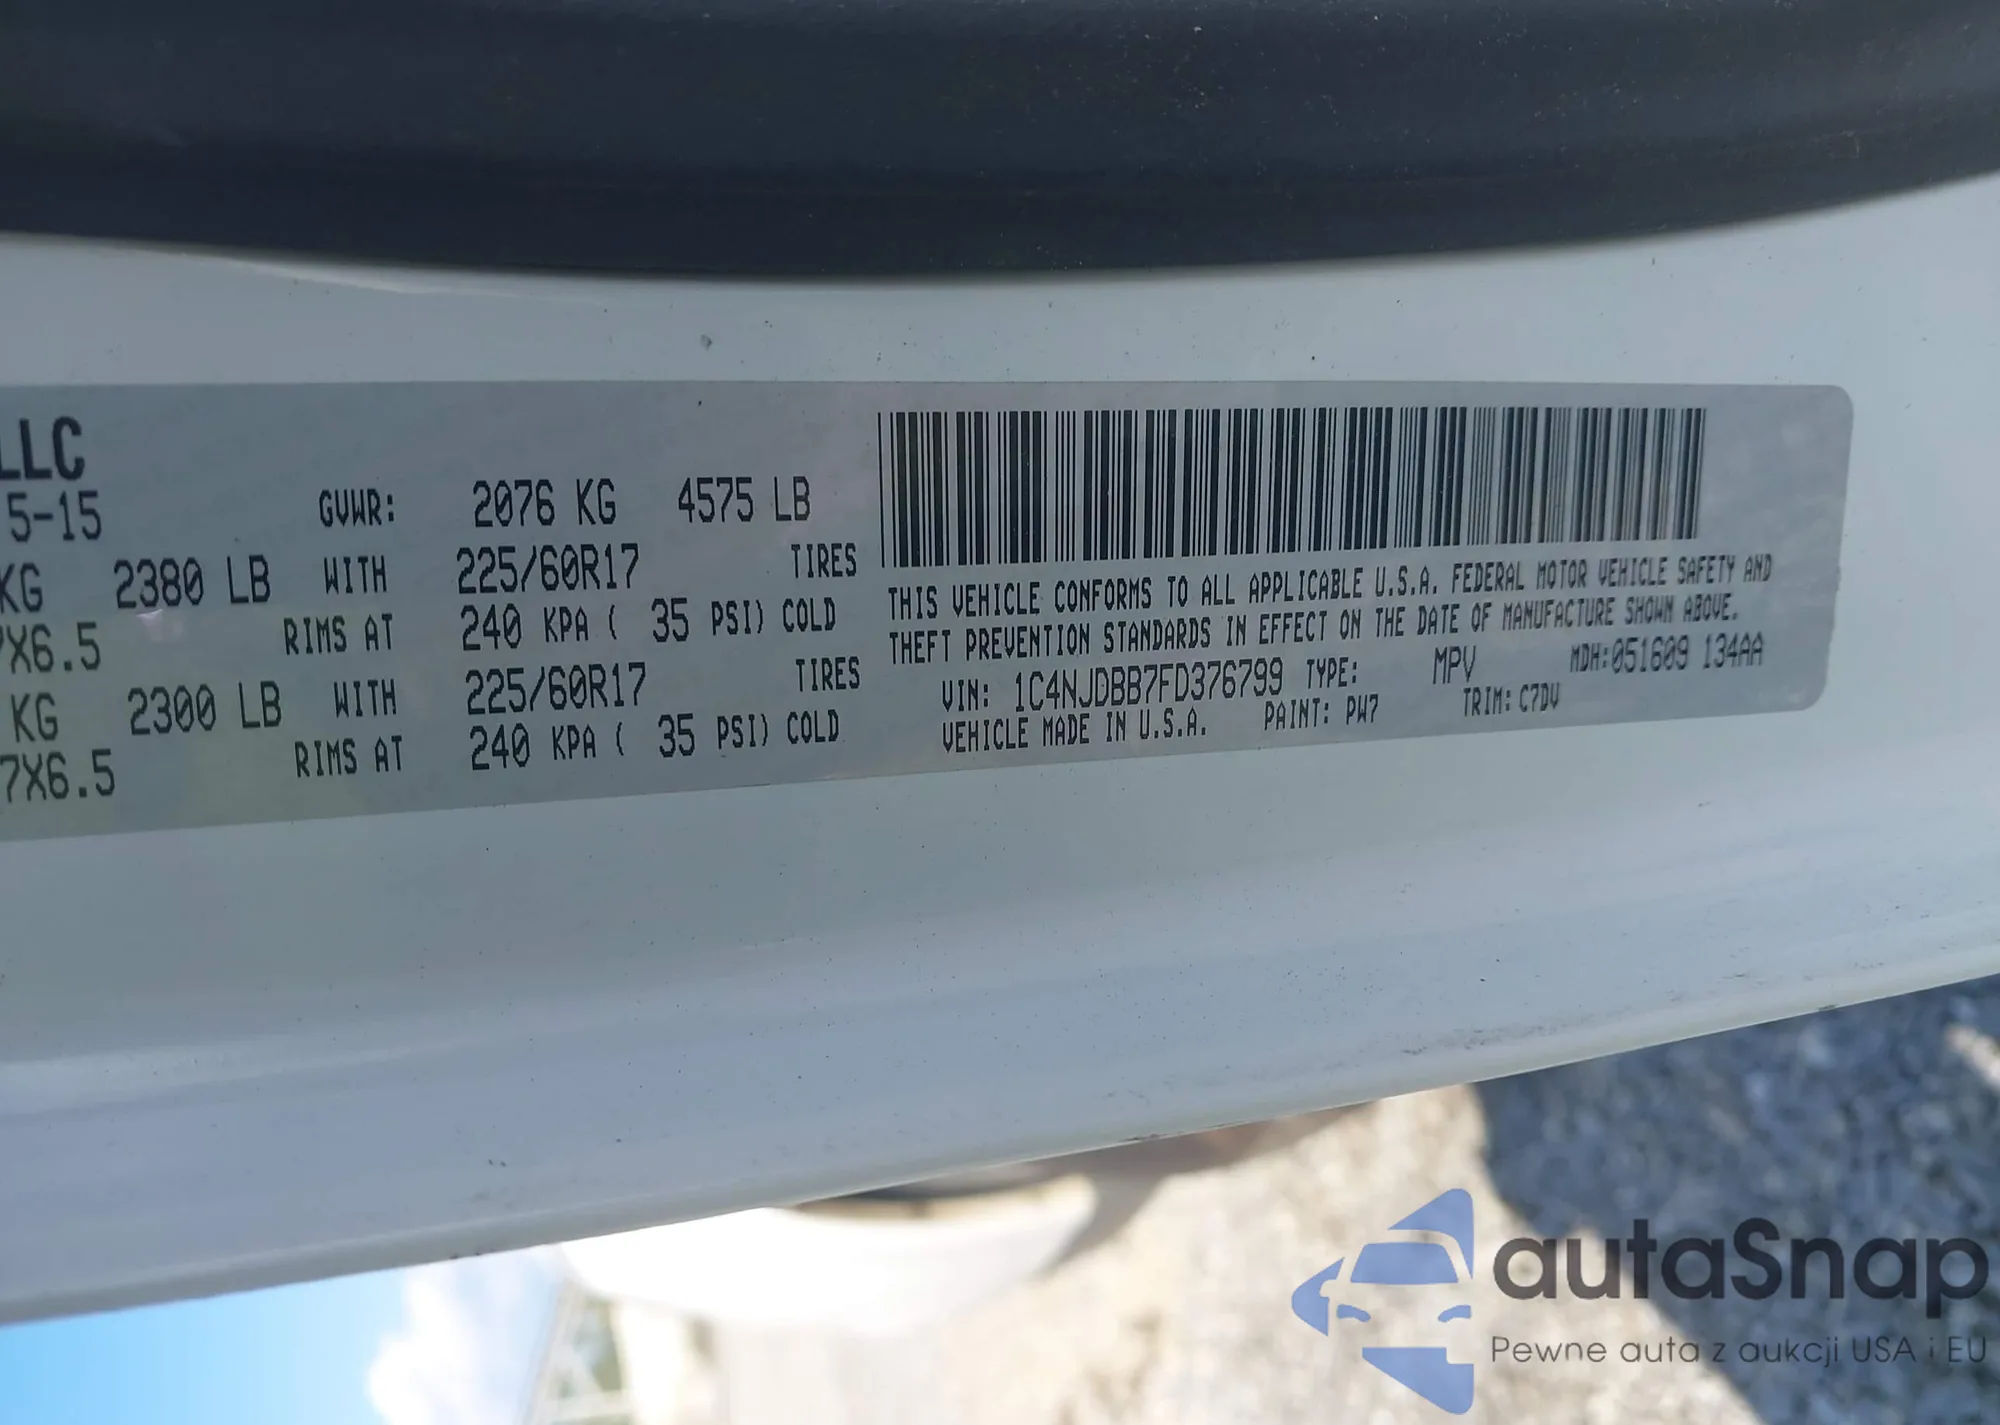 LLC
5-15 GVWR: 2076 KG 4575 LB
KG 2380 LB WITH 225/60R17 TIRES
7X6.5 RIMS AT 240 KPA ( 35 PSI) COLD
KG 2300 LB WITH 225/60R17 TIRES
7X6.5 RIMS AT 240 KPA ( 35 PSI) COLD
THIS VEHICLE CONFORMS TO ALL APPLICABLE U.S.A. FEDERAL MOTOR VEHICLE SAFETY AND
THEFT PREVENTION STANDARDS IN EFFECT ON THE DATE OF MANUFACTURE SHOWN ABOVE.
VIN: 1C4NJDBB7FD376799 TYPE: MPV MDH:051609 134AA
VEHICLE MADE IN U.S.A. PAINT: PW7 TRIM: C7DV
autaSnap
Pewne auta z aukcji USA i EU